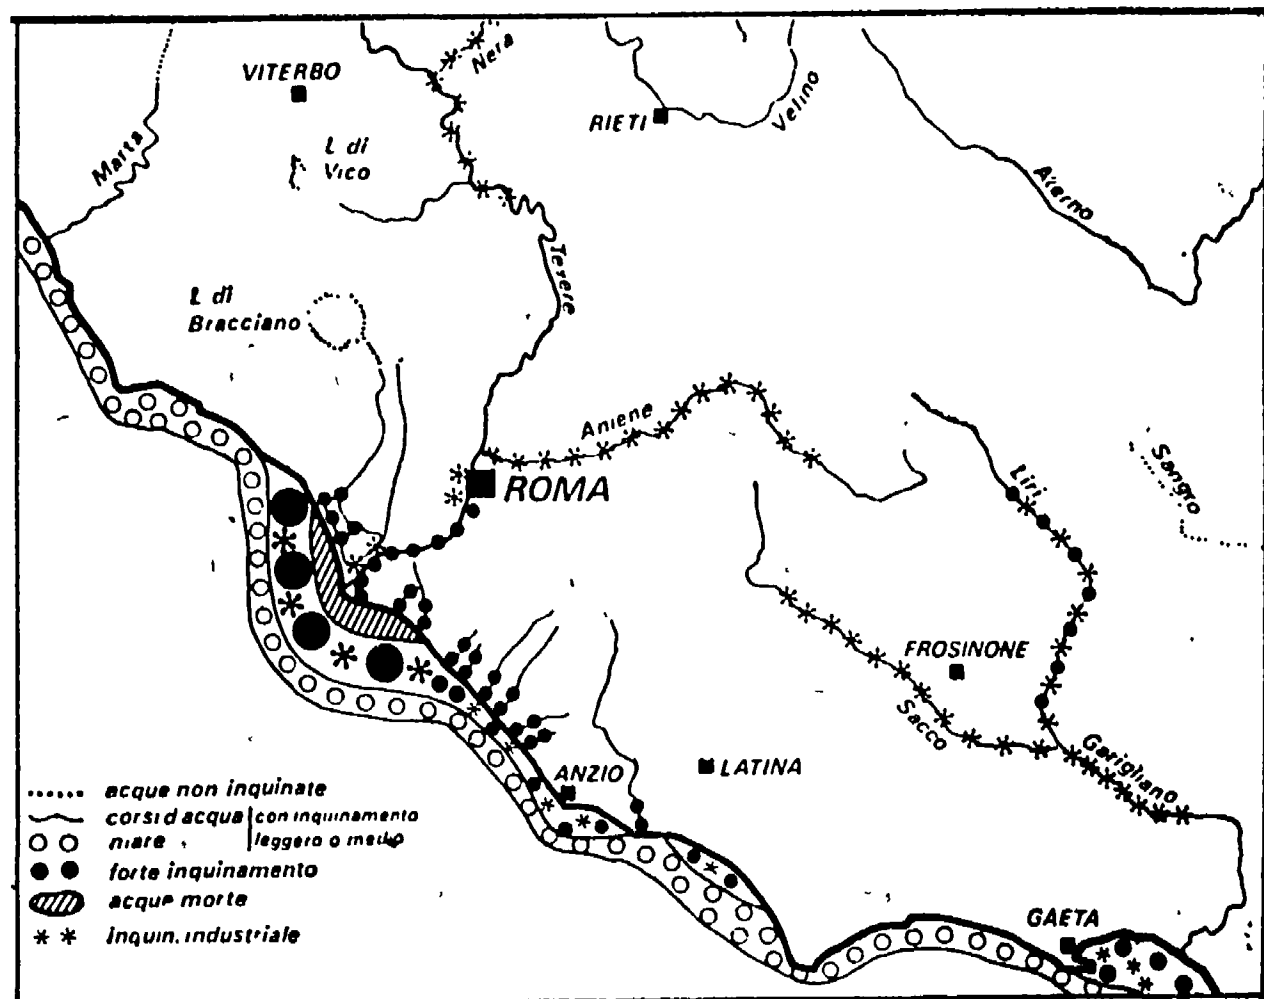 Nera
VITERBO
Velino
RIETI
Marta
L di
Vico
Aterno
Tevere
L di
Bracciano
Aniene
ROMA
Liri
Sangro
FROSINONE
Sacco
Garigliano
LATINA
ANZIO
GAETA
acque non inquinate
corsi d acqua con inquinamento
mare leggero o medio
forte inquinamento
acque morte
inquin. industriale